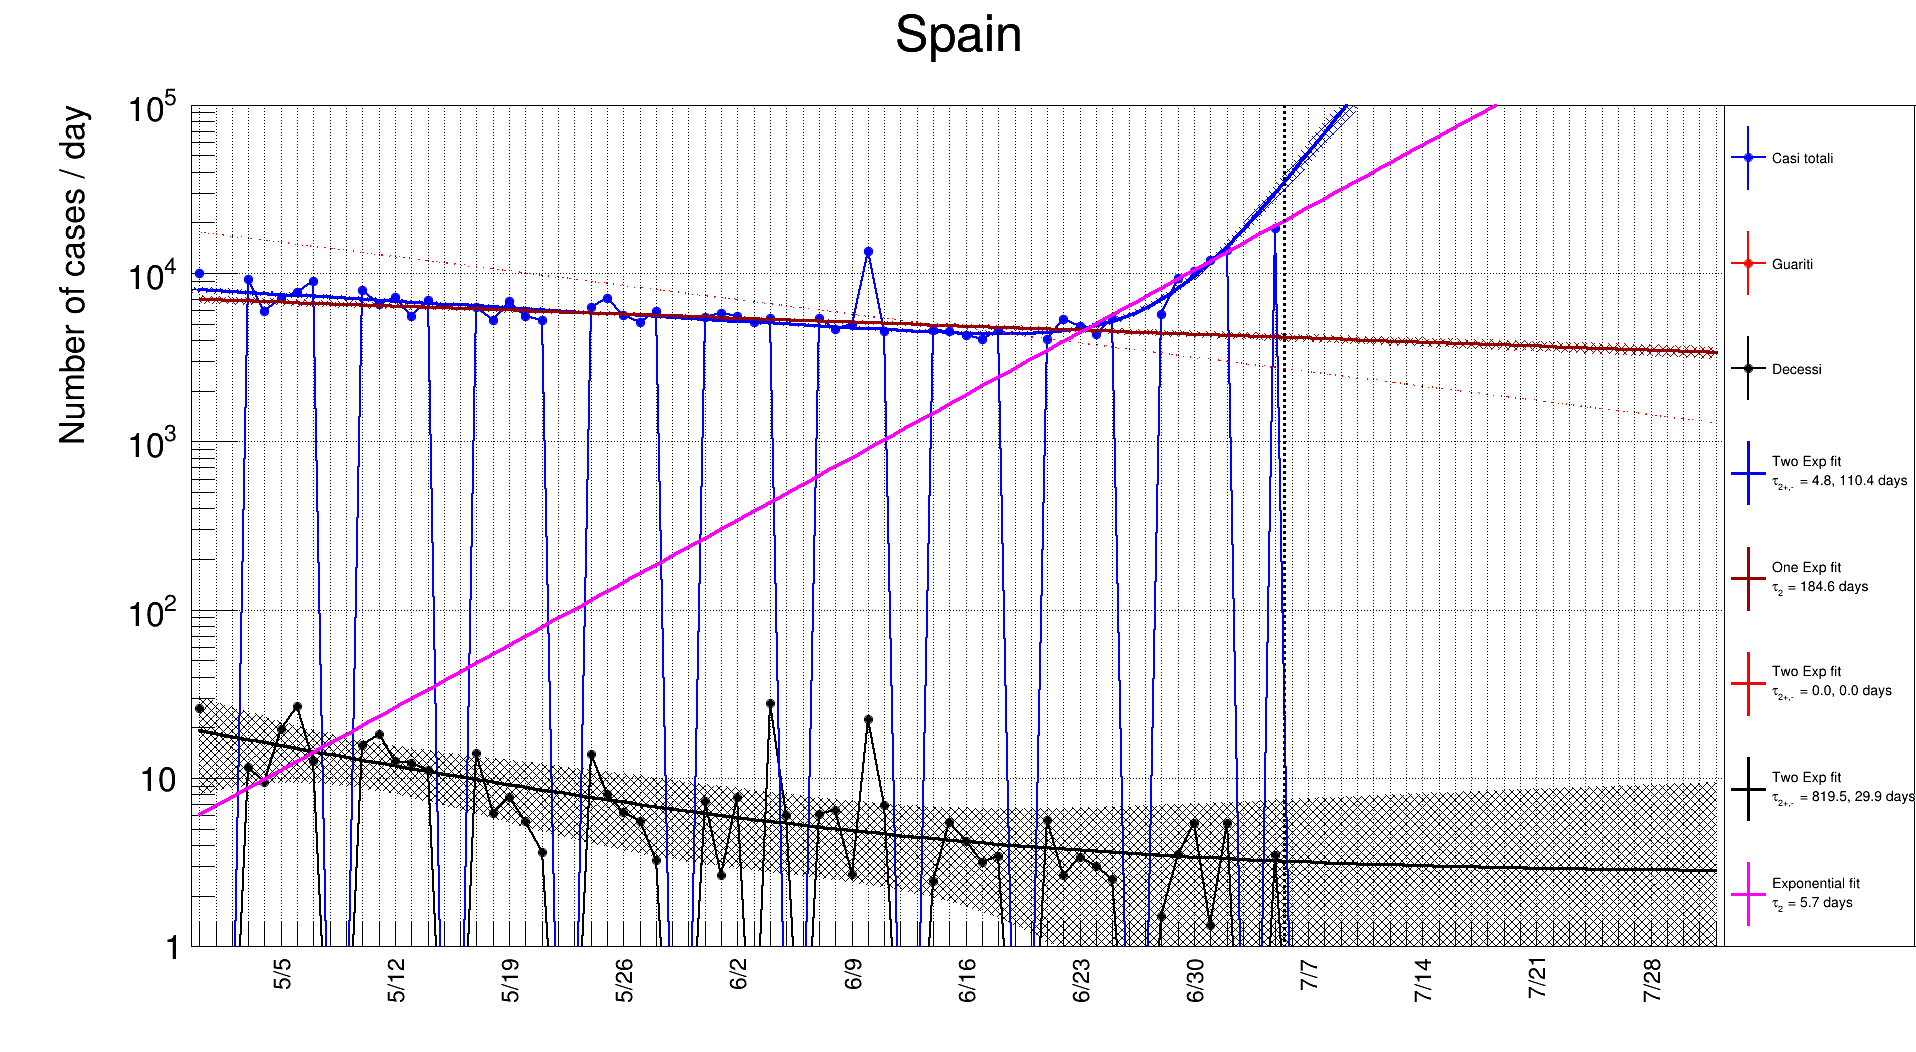 Spain
Number of cases / day
10^5
10^4
10^3
10^2
10
1
5/5
5/12
5/19
5/26
6/2
6/9
6/16
6/23
6/30
7/7
7/14
7/21
7/28
Casi totali
Guariti
Decessi
Two Exp fit
τ2+,- = 4.8, 110.4 days
One Exp fit
τ2 = 184.6 days
Two Exp fit
τ2+,- = 0.0, 0.0 days
Two Exp fit
τ2+,- = 819.5, 29.9 days
Exponential fit
τ2 = 5.7 days